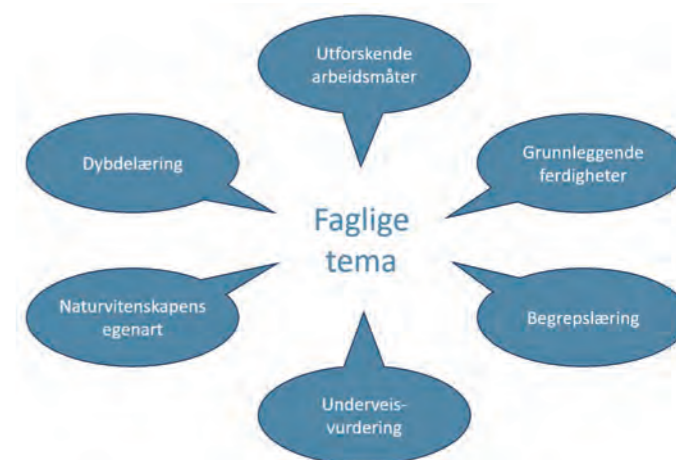 Utforskende
arbeidsmåter
Dybdelæring
Grunnleggende
ferdigheter
Faglige
tema
Naturvitenskapens
egenart
Begrepslæring
Underveis-
vurdering